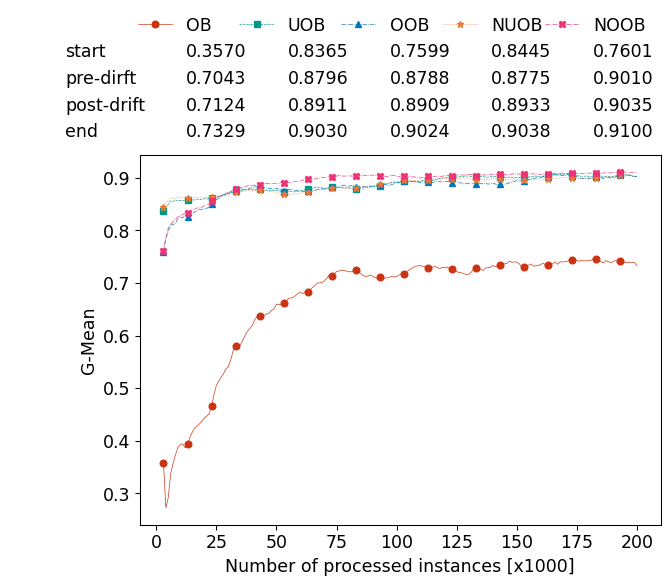 OB UOB OOB NUOB NOOB
start 0.3570 0.8365 0.7599 0.8445 0.7601
pre-dirft 0.7043 0.8796 0.8788 0.8775 0.9010
post-drift 0.7124 0.8911 0.8909 0.8933 0.9035
end 0.7329 0.9030 0.9024 0.9038 0.9100
0.9
0.8
0.7
0.6
0.5
0.4
0.3
G-Mean
0 25 50 75 100 125 150 175 200
Number of processed instances [x1000]